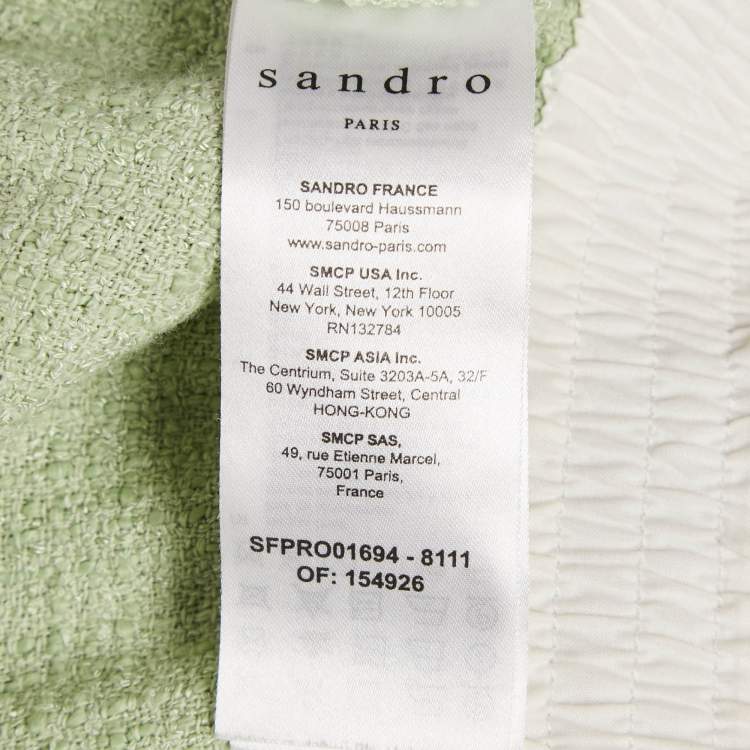 sandro
PARIS
SANDRO FRANCE
150 boulevard Haussmann
75008 Paris
www.sandro-paris.com
SMCP USA Inc.
44 Wall Street, 12th Floor
New York, New York 10005
RN132784
SMCP ASIA Inc.
The Centrium, Suite 3203A-5A, 32/F
60 Wyndham Street, Central
HONG-KONG
SMCP SAS,
49, rue Etienne Marcel,
75001 Paris,
France
SFPRO01694 - 8111
OF: 154926